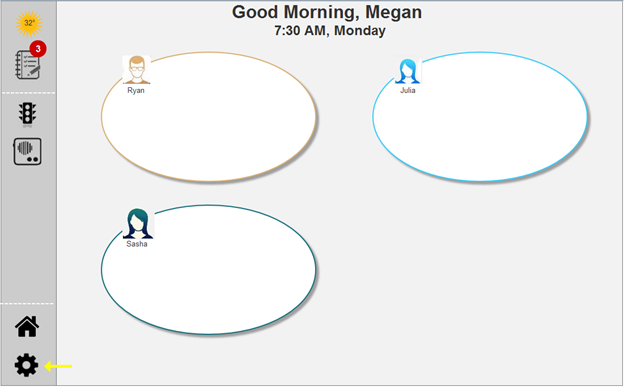 Good Morning, Megan
7:30 AM, Monday
32°
3
Ryan
Julia
Sasha